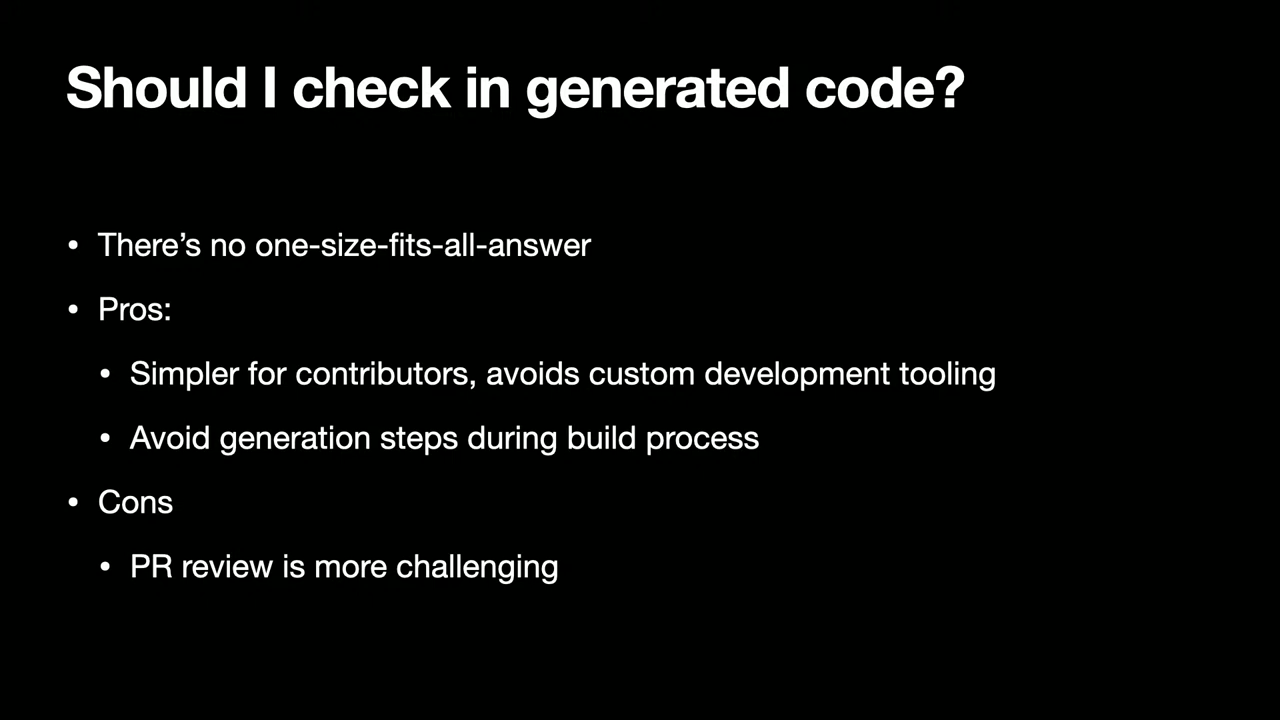 Should I check in generated code?
• There’s no one-size-fits-all-answer
• Pros:
• Simpler for contributors, avoids custom development tooling
• Avoid generation steps during build process
• Cons
• PR review is more challenging